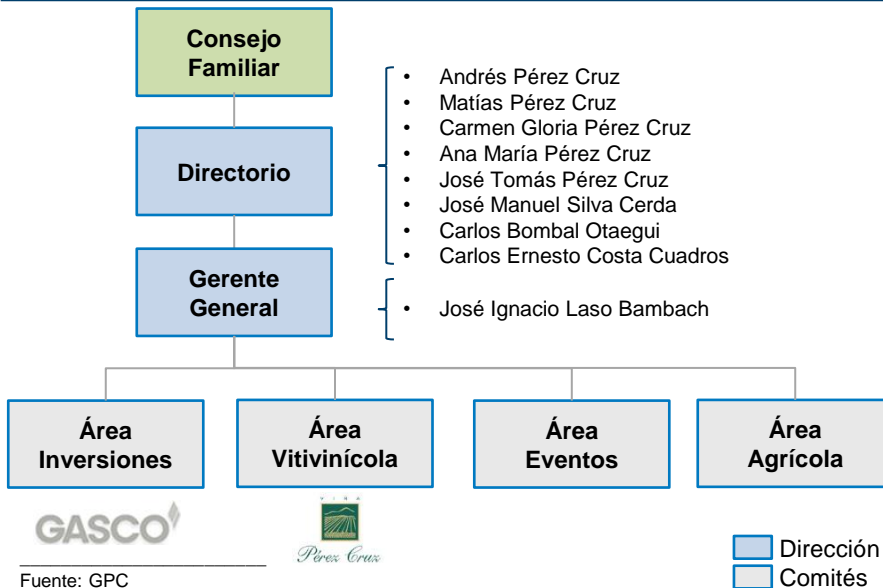 Consejo
Familiar
Directorio
• Andrés Pérez Cruz
• Matías Pérez Cruz
• Carmen Gloria Pérez Cruz
• Ana María Pérez Cruz
• José Tomás Pérez Cruz
• José Manuel Silva Cerda
• Carlos Bombal Otaegui
• Carlos Ernesto Costa Cuadros
Gerente
General
• José Ignacio Laso Bambach
Área
Inversiones
Área
Vitivinícola
Área
Eventos
Área
Agrícola
GASCO
VIÑA
Pérez Cruz
Fuente: GPC
Dirección
Comités